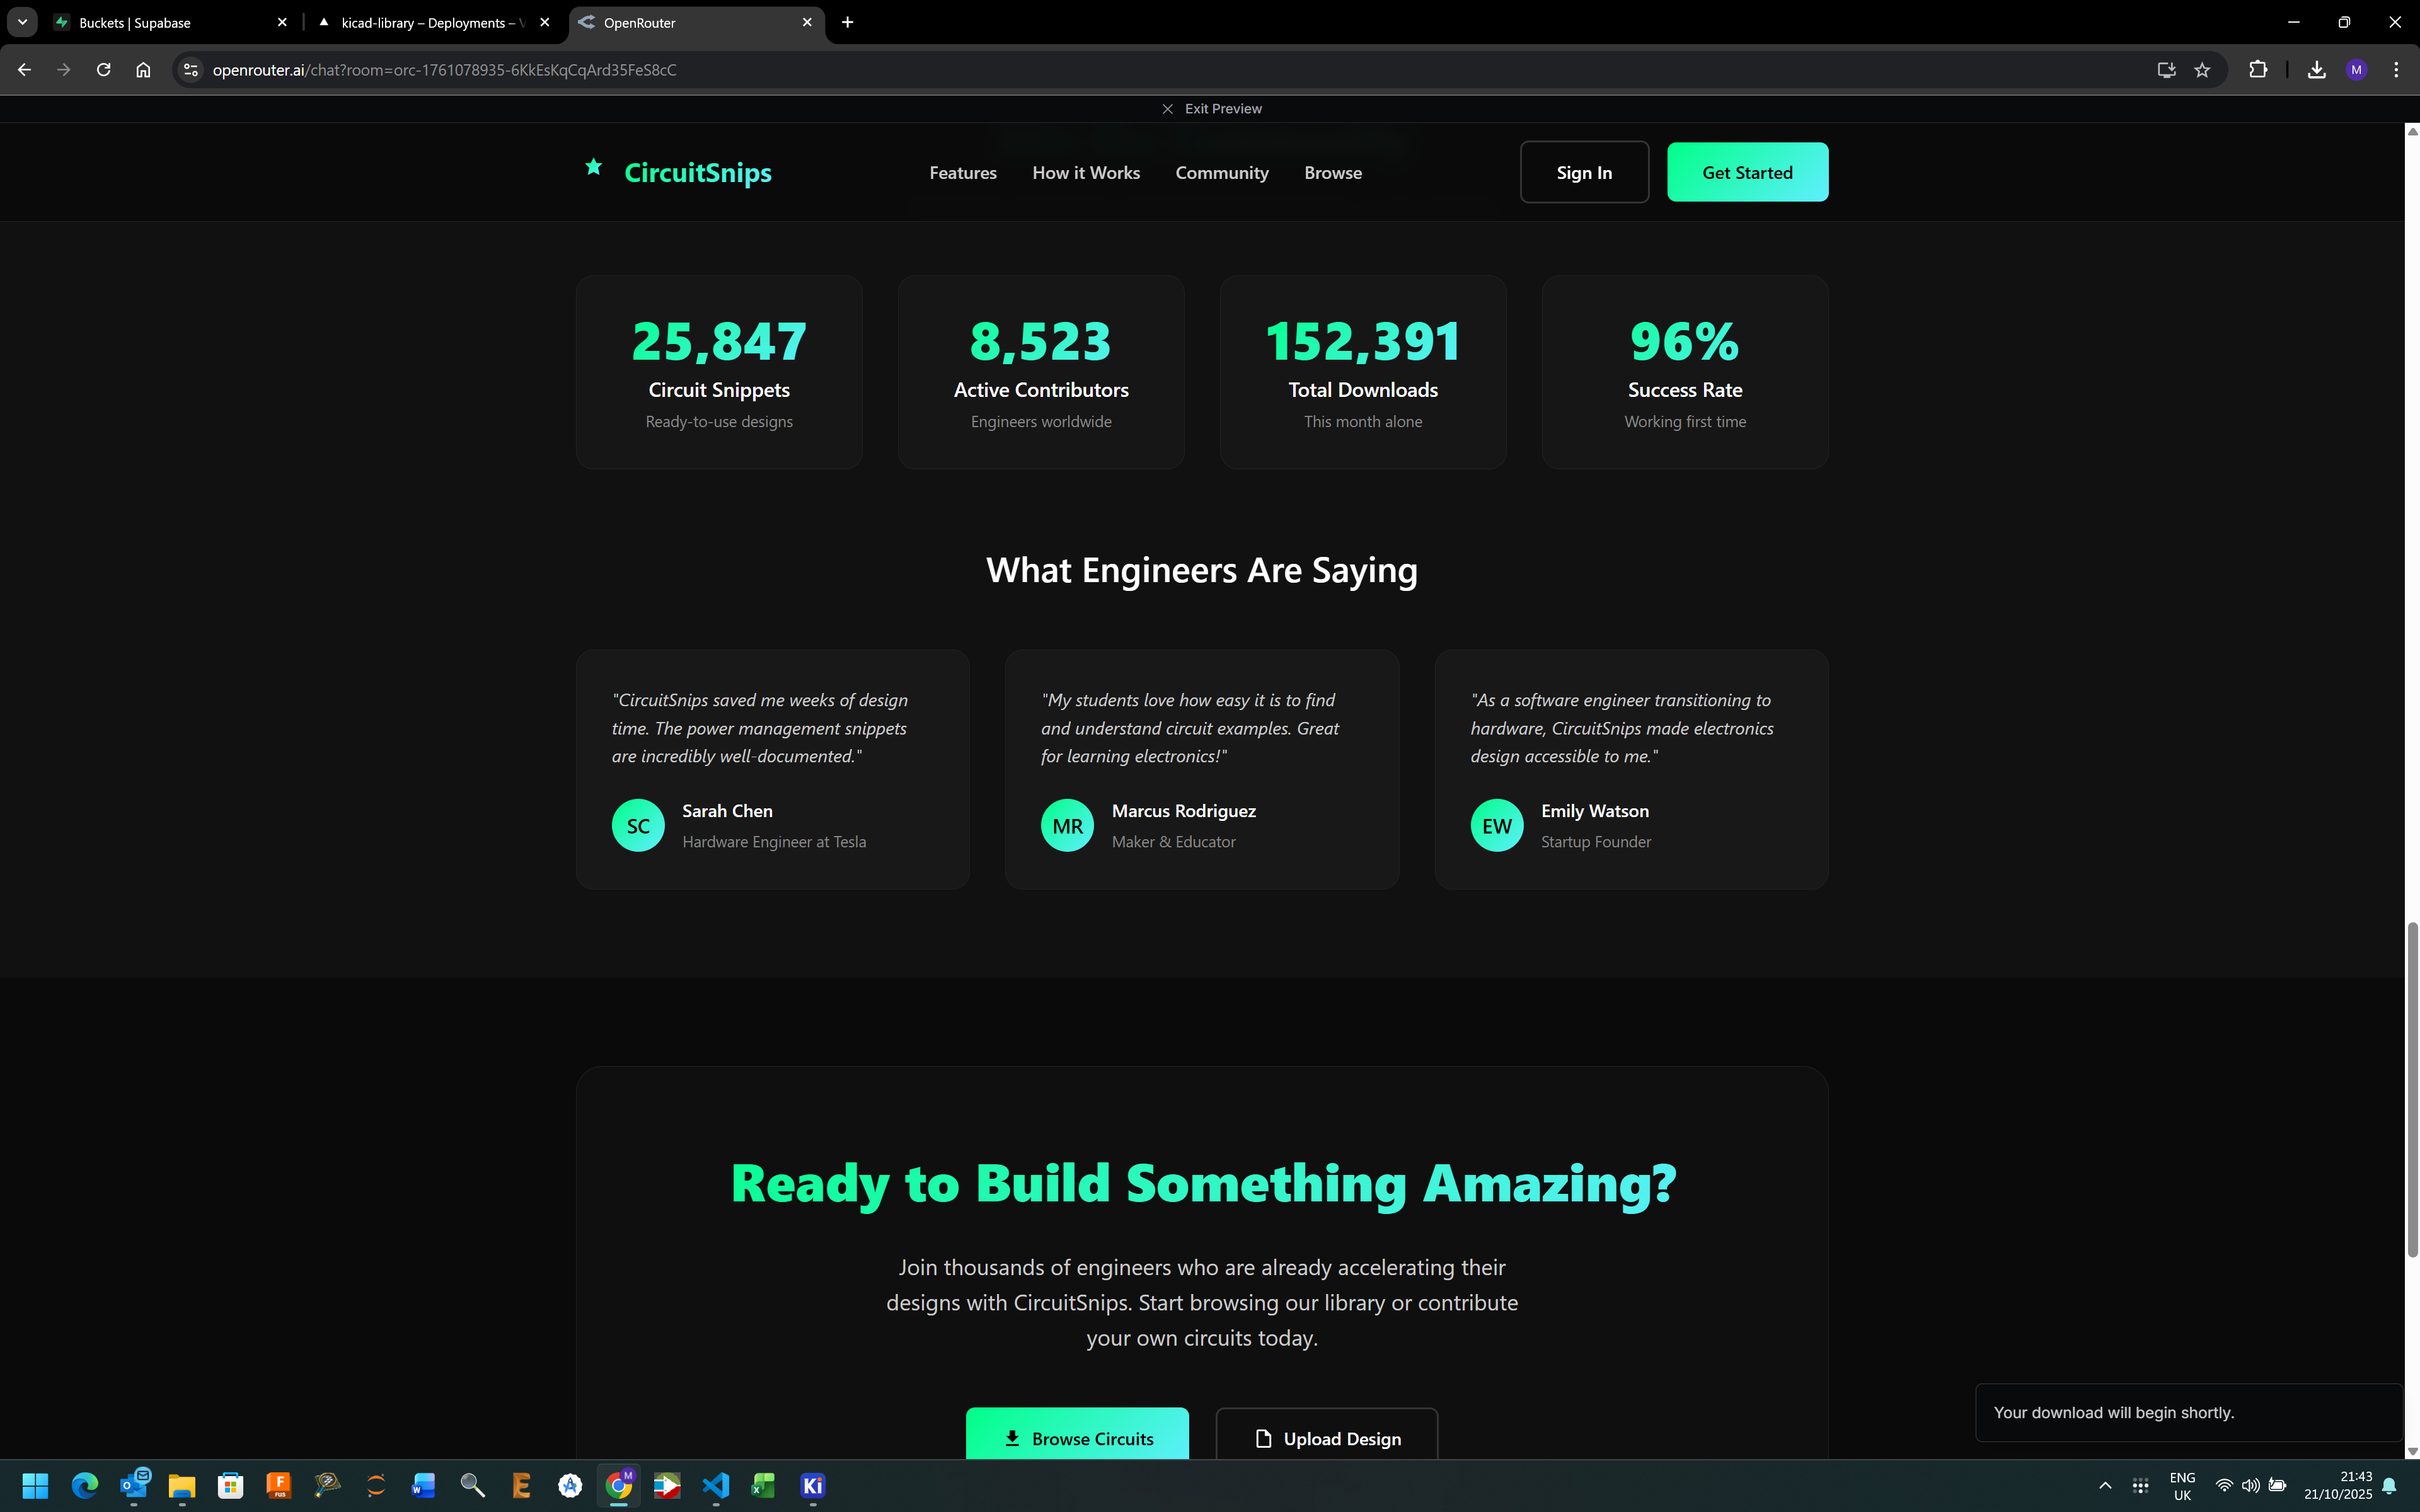 Buckets | Supabase
kicad-library – Deployments –
OpenRouter
openrouter.ai/chat?room=orc-1761078935-6KkEsKqCqArd35FeS8cC
M
Exit Preview
CircuitSnips
Features
How it Works
Community
Browse
Sign In
Get Started
25,847
Circuit Snippets
Ready-to-use designs
8,523
Active Contributors
Engineers worldwide
152,391
Total Downloads
This month alone
96%
Success Rate
Working first time
What Engineers Are Saying
"CircuitSnips saved me weeks of design
time. The power management snippets
are incredibly well-documented."
SC
Sarah Chen
Hardware Engineer at Tesla
"My students love how easy it is to find
and understand circuit examples. Great
for learning electronics!"
MR
Marcus Rodriguez
Maker & Educator
"As a software engineer transitioning to
hardware, CircuitSnips made electronics
design accessible to me."
EW
Emily Watson
Startup Founder
Ready to Build Something Amazing?
Join thousands of engineers who are already accelerating their
designs with CircuitSnips. Start browsing our library or contribute
your own circuits today.
Browse Circuits
Upload Design
Your download will begin shortly.
F
FUS
W
E
M
X
Ki
ENG
UK
21:43
21/10/2025